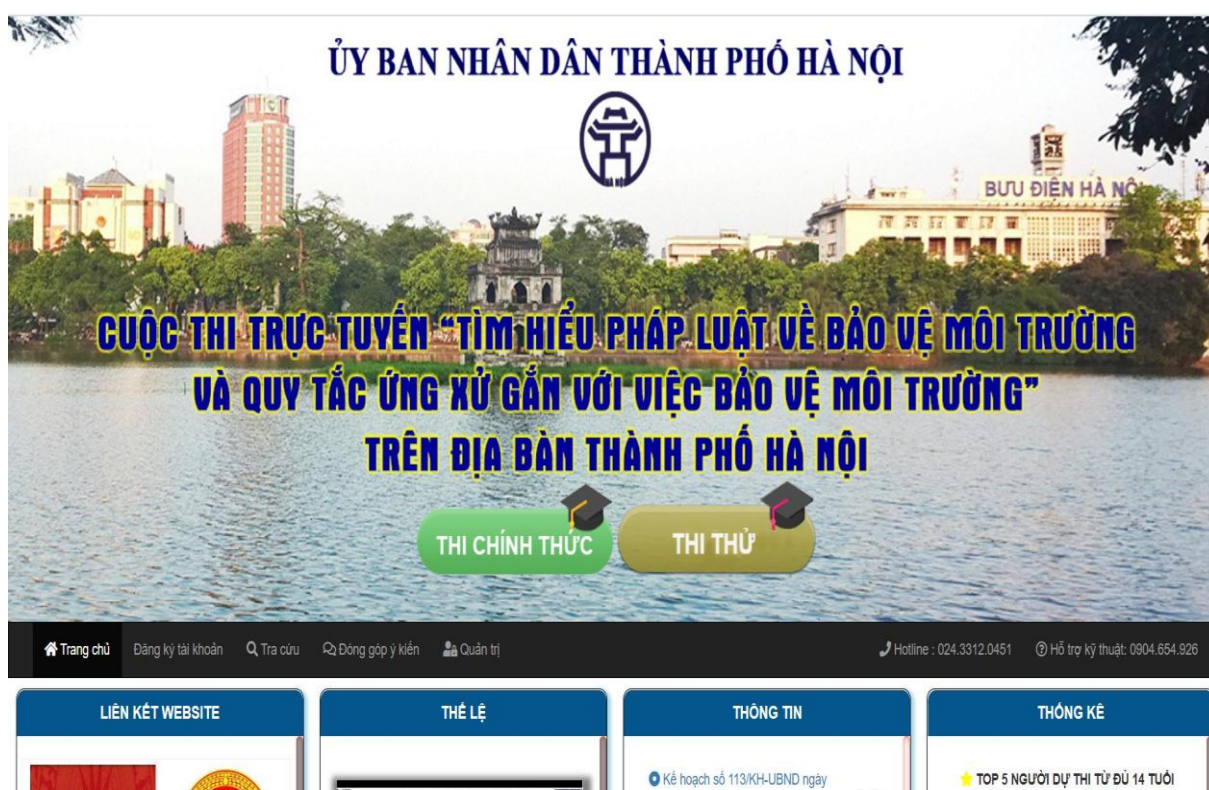 ỦY BAN NHÂN DÂN THÀNH PHỐ HÀ NỘI
HÀ NỘI
BƯU ĐIỆN HÀ NỘI
CUỘC THI TRỰC TUYẾN “TÌM HIỂU PHÁP LUẬT VỀ BẢO VỆ MÔI TRƯỜNG
VÀ QUY TẮC ỨNG XỬ GẮN VỚI VIỆC BẢO VỆ MÔI TRƯỜNG”
TRÊN ĐỊA BÀN THÀNH PHỐ HÀ NỘI
THI CHÍNH THỨC THI THỬ
Trang chủ Đăng ký tài khoản Tra cứu Đóng góp ý kiến Quản trị Hotline : 024.3312.0451 Hỗ trợ kỹ thuật: 0904.654.926
LIÊN KẾT WEBSITE THỂ LỆ THÔNG TIN THỐNG KÊ
Kế hoạch số 113/KH-UBND ngày TOP 5 NGƯỜI DỰ THI TỪ ĐỦ 14 TUỔI